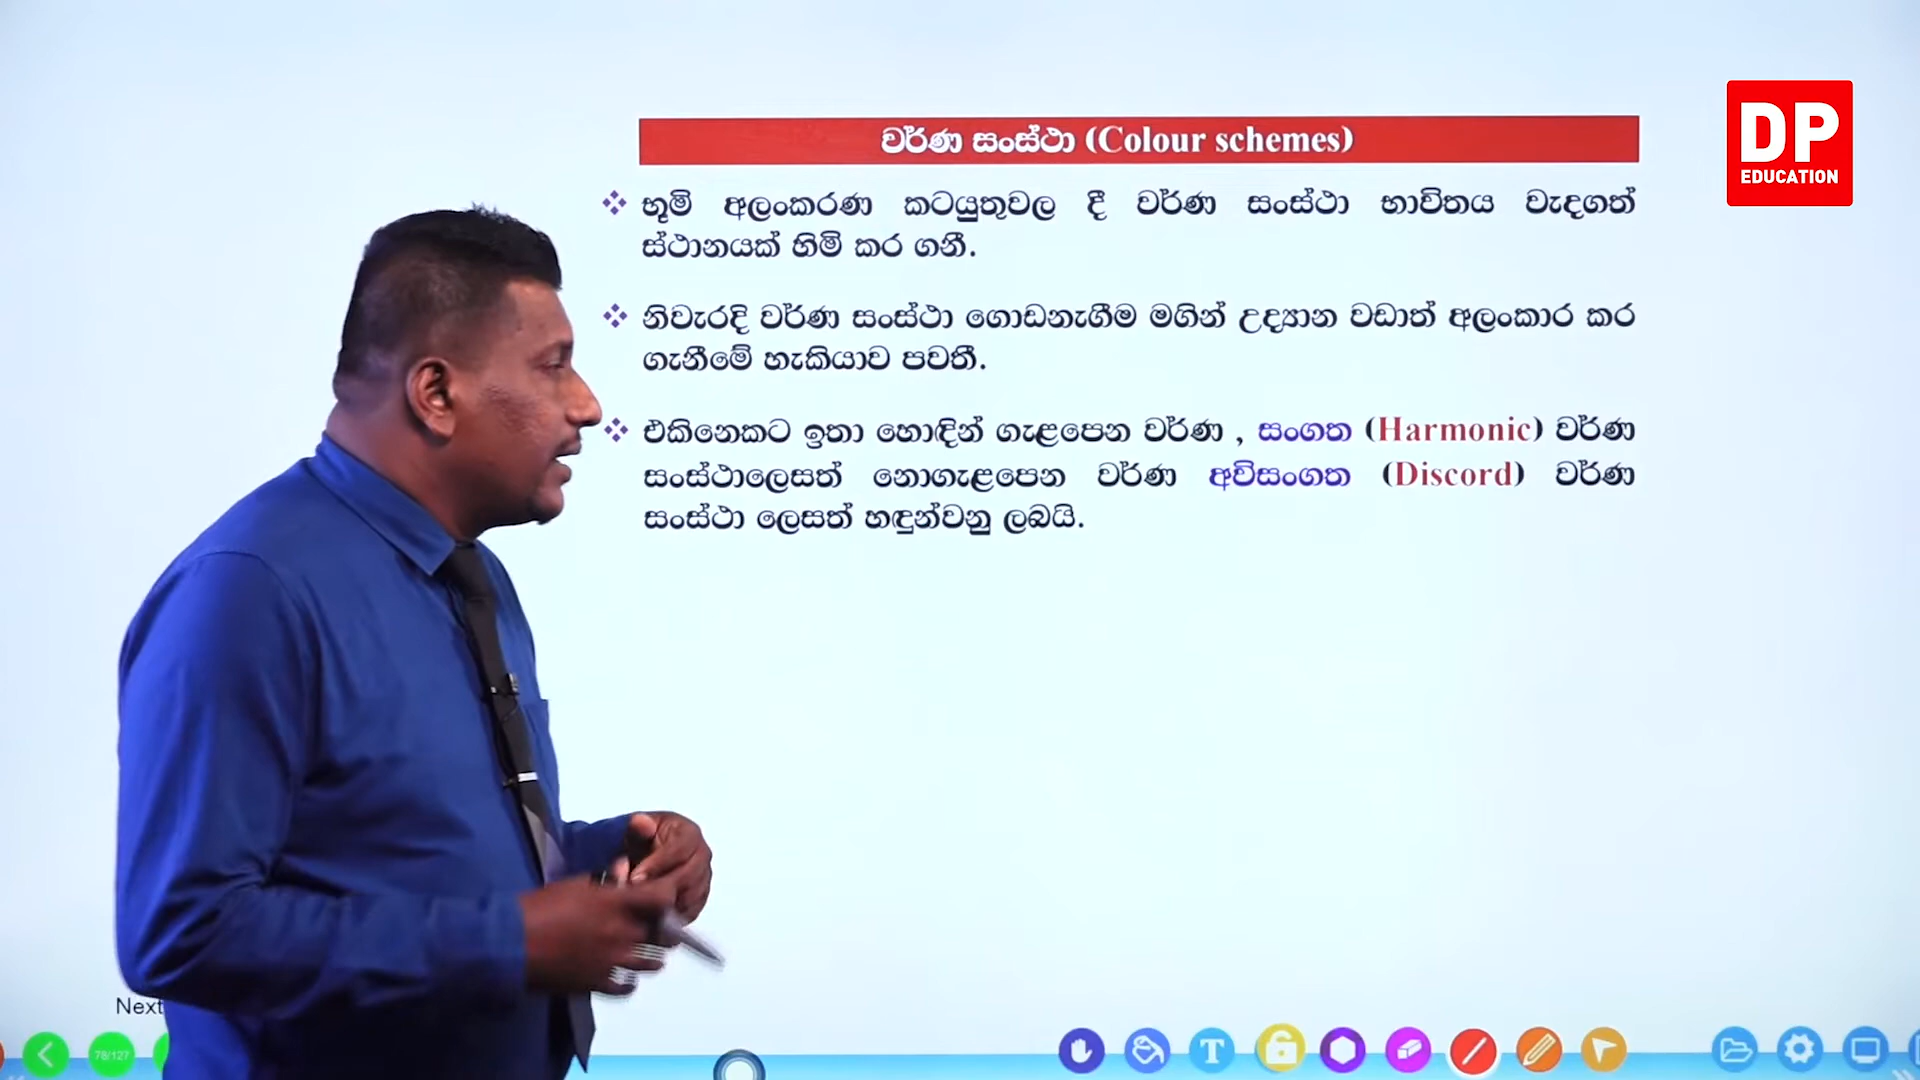 වර්ණ සංස්ථා (Colour schemes)
DP
EDUCATION
❖ භූමි අලංකරණ කටයුතුවල දී වර්ණ සංස්ථා භාවිතය වැදගත්
ස්ථානයක් හිමි කර ගනී.
❖ නිවැරදි වර්ණ සංස්ථා ගොඩනැගීම මගින් උද්‍යාන වඩාත් අලංකාර කර
ගැනීමේ හැකියාව පවතී.
❖ එකිනෙකට ඉතා හොඳින් ගැළපෙන වර්ණ , සංගත (Harmonic) වර්ණ
සංස්ථාලෙසත් නොගැළපෙන වර්ණ අවිසංගත (Discord) වර්ණ
සංස්ථා ලෙසත් හඳුන්වනු ලබයි.
Next
78/127
T